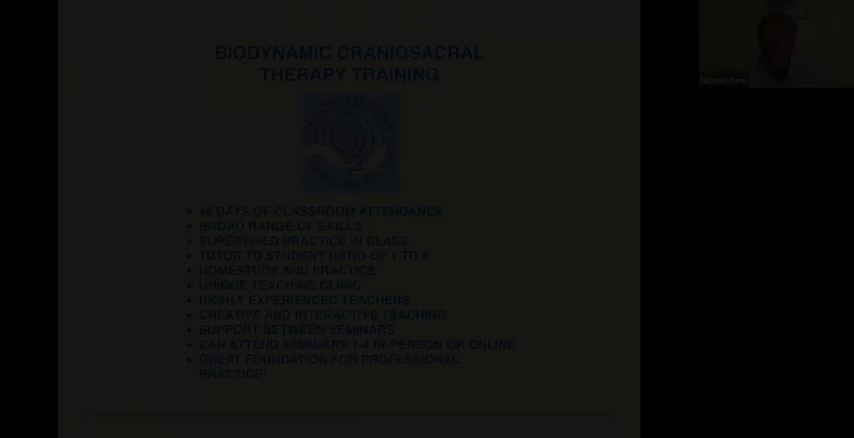 BIODYNAMIC CRANIOSACRAL
THERAPY TRAINING
48 DAYS OF CLASSROOM ATTENDANCE
BROAD RANGE OF SKILLS
SUPERVISED PRACTICE IN CLASS
TUTOR TO STUDENT RATIO OF 1 TO 4
HOMESTUDY AND PRACTICE
UNIQUE TEACHING CLINIC
HIGHLY EXPERIENCED TEACHERS
CREATIVE AND INTERACTIVE TEACHING
SUPPORT BETWEEN SEMINARS
CAN ATTEND SEMINARS 1-4 IN-PERSON OR ONLINE
GREAT FOUNDATION FOR PROFESSIONAL
PRACTICE!
Michael Kern